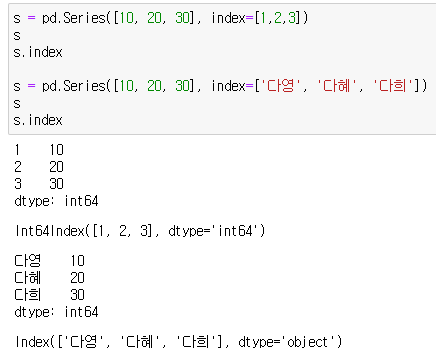 s = pd.Series([10, 20, 30], index=[1,2,3])
s
s.index
s = pd.Series([10, 20, 30], index=['다영', '다혜', '다희'])
s
s.index
1    10
2    20
3    30
dtype: int64
Int64Index([1, 2, 3], dtype='int64')
다영    10
다혜    20
다희    30
dtype: int64
Index(['다영', '다혜', '다희'], dtype='object')